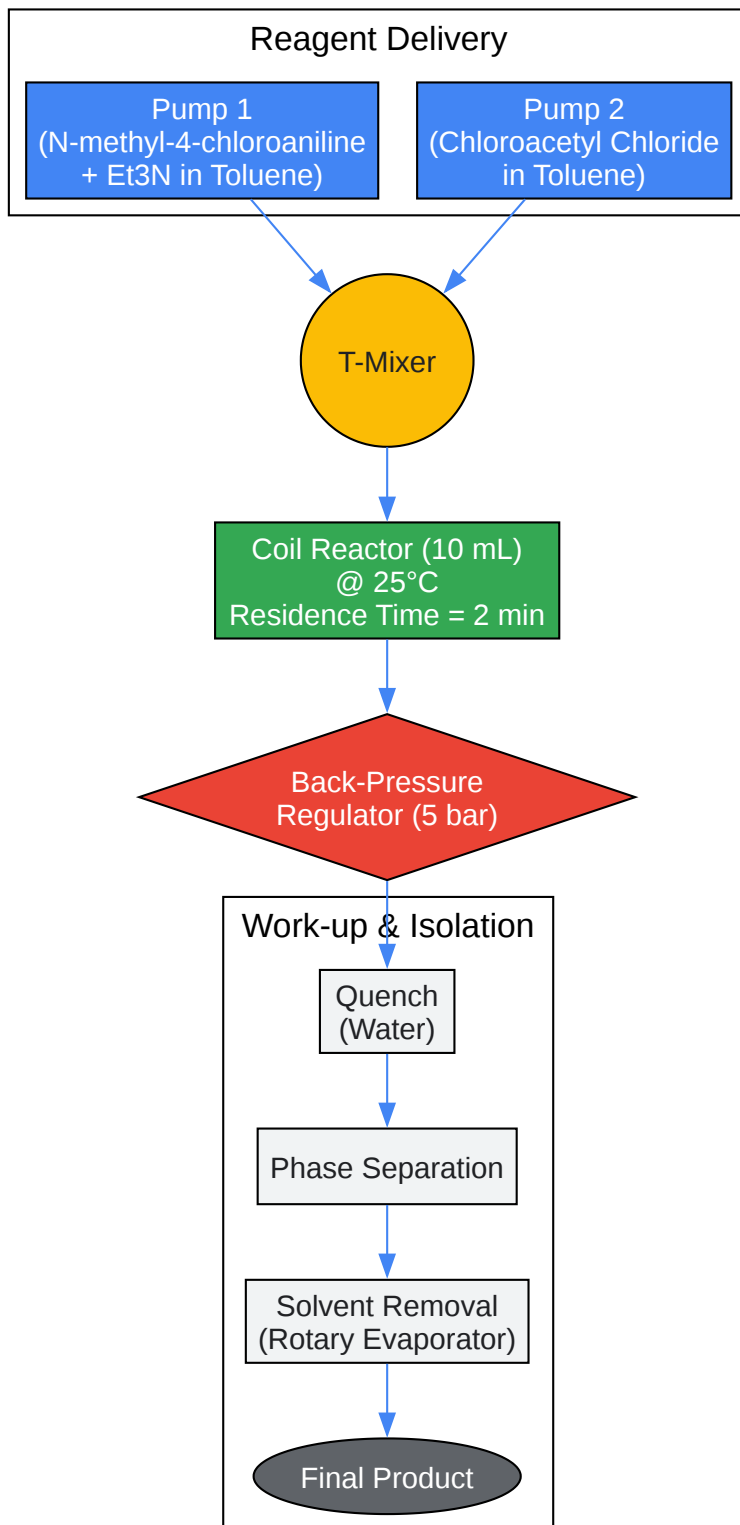 Reagent Delivery
Pump 1
(N-methyl-4-chloroaniline
+ Et3N in Toluene)
Pump 2
(Chloroacetyl Chloride
in Toluene)
T-Mixer
Coil Reactor (10 mL)
@ 25°C
Residence Time = 2 min
Back-Pressure
Regulator (5 bar)
Work-up & Isolation
Quench
(Water)
Phase Separation
Solvent Removal
(Rotary Evaporator)
Final Product